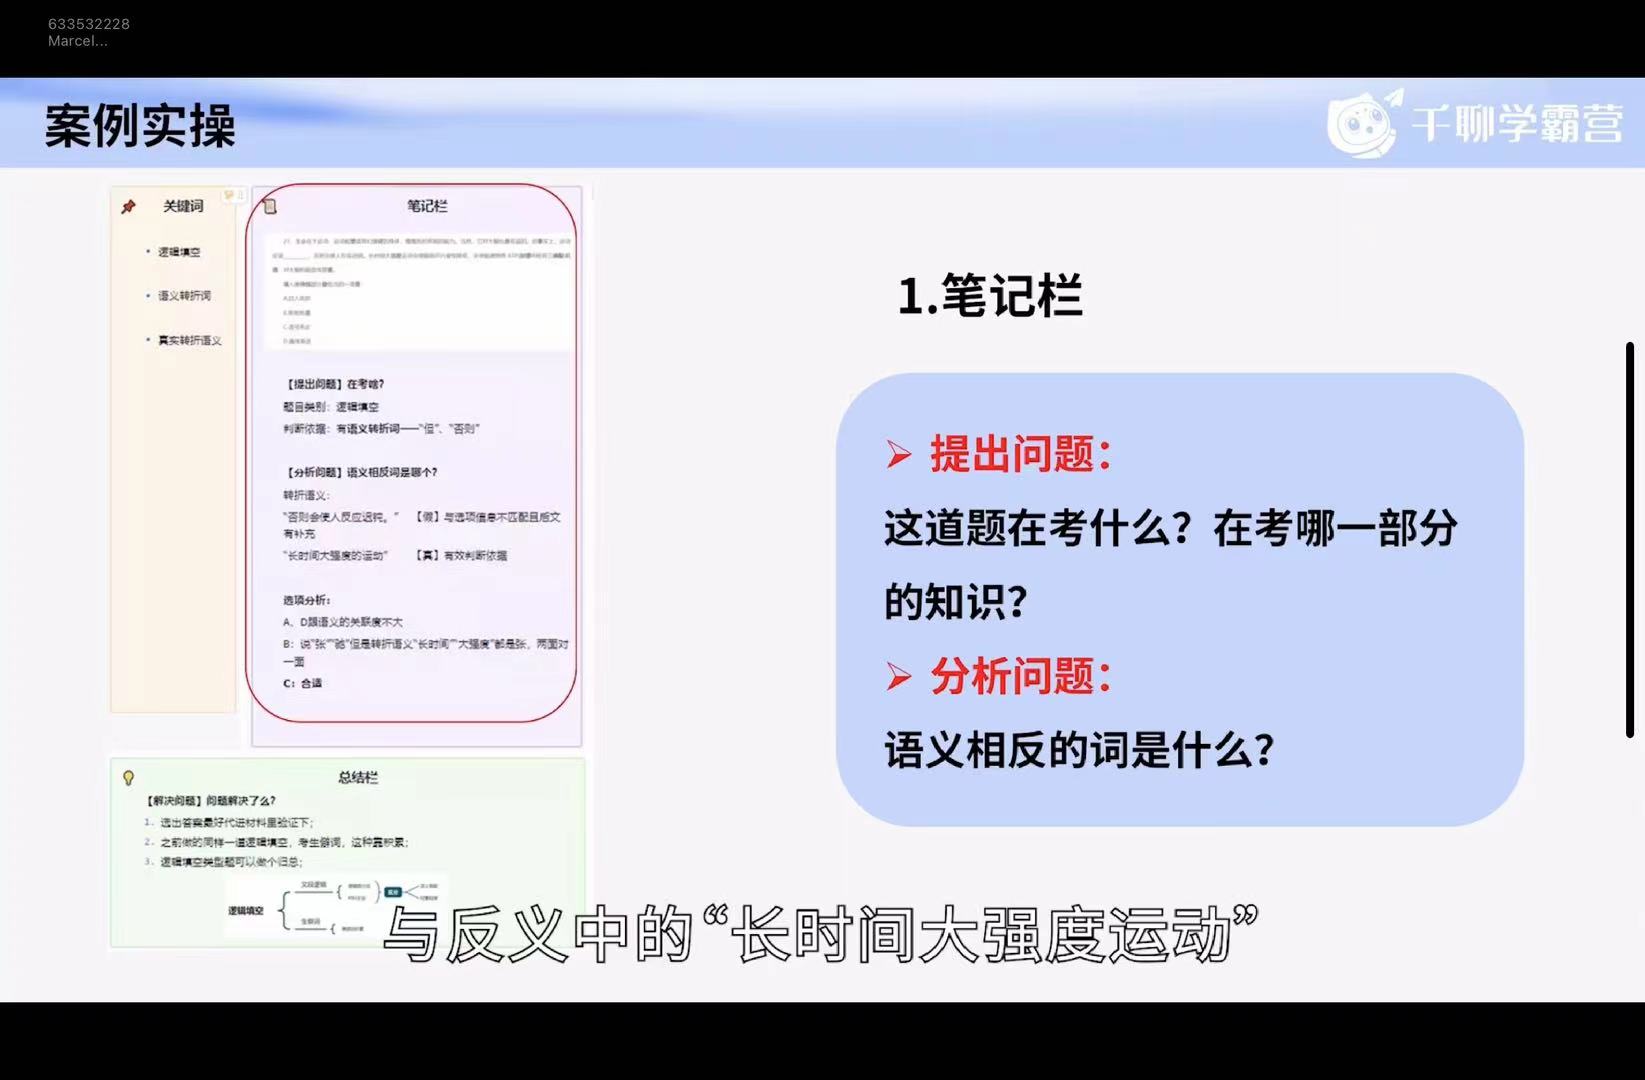 633532228
Marcel...
案例实操
千聊学霸营
关键词
• 逻辑填空
• 语义转折词
• 真实转折语义
笔记栏
【提出问题】在考啥?
题目类别：逻辑填空
判断依据：有语义转折词——“但”、“否则”
【分析问题】语义相反词是哪个?
转折语义：
“否则会使人反应迟钝。” 【假】与选项信息不匹配且后文
有补充
“长时间大强度的运动” 【真】有效判断依据
选项分析：
A、D跟语义的关联度不大
B：说“张”“弛”但是转折语义“长时间”“大强度”都是张，两面对
一面
C：合适
总结栏
【解决问题】问题解决了么?
1. 选出答案最好代进材料里验证下；
2. 之前做的同样一道逻辑填空，考生僻词，这种靠积累；
3. 逻辑填空类型题可以做个归总；
逻辑填空
文段逻辑
生僻词
1.笔记栏
➢ 提出问题：
这道题在考什么？在考哪一部分
的知识？
➢ 分析问题：
语义相反的词是什么？
与反义中的“长时间大强度运动”